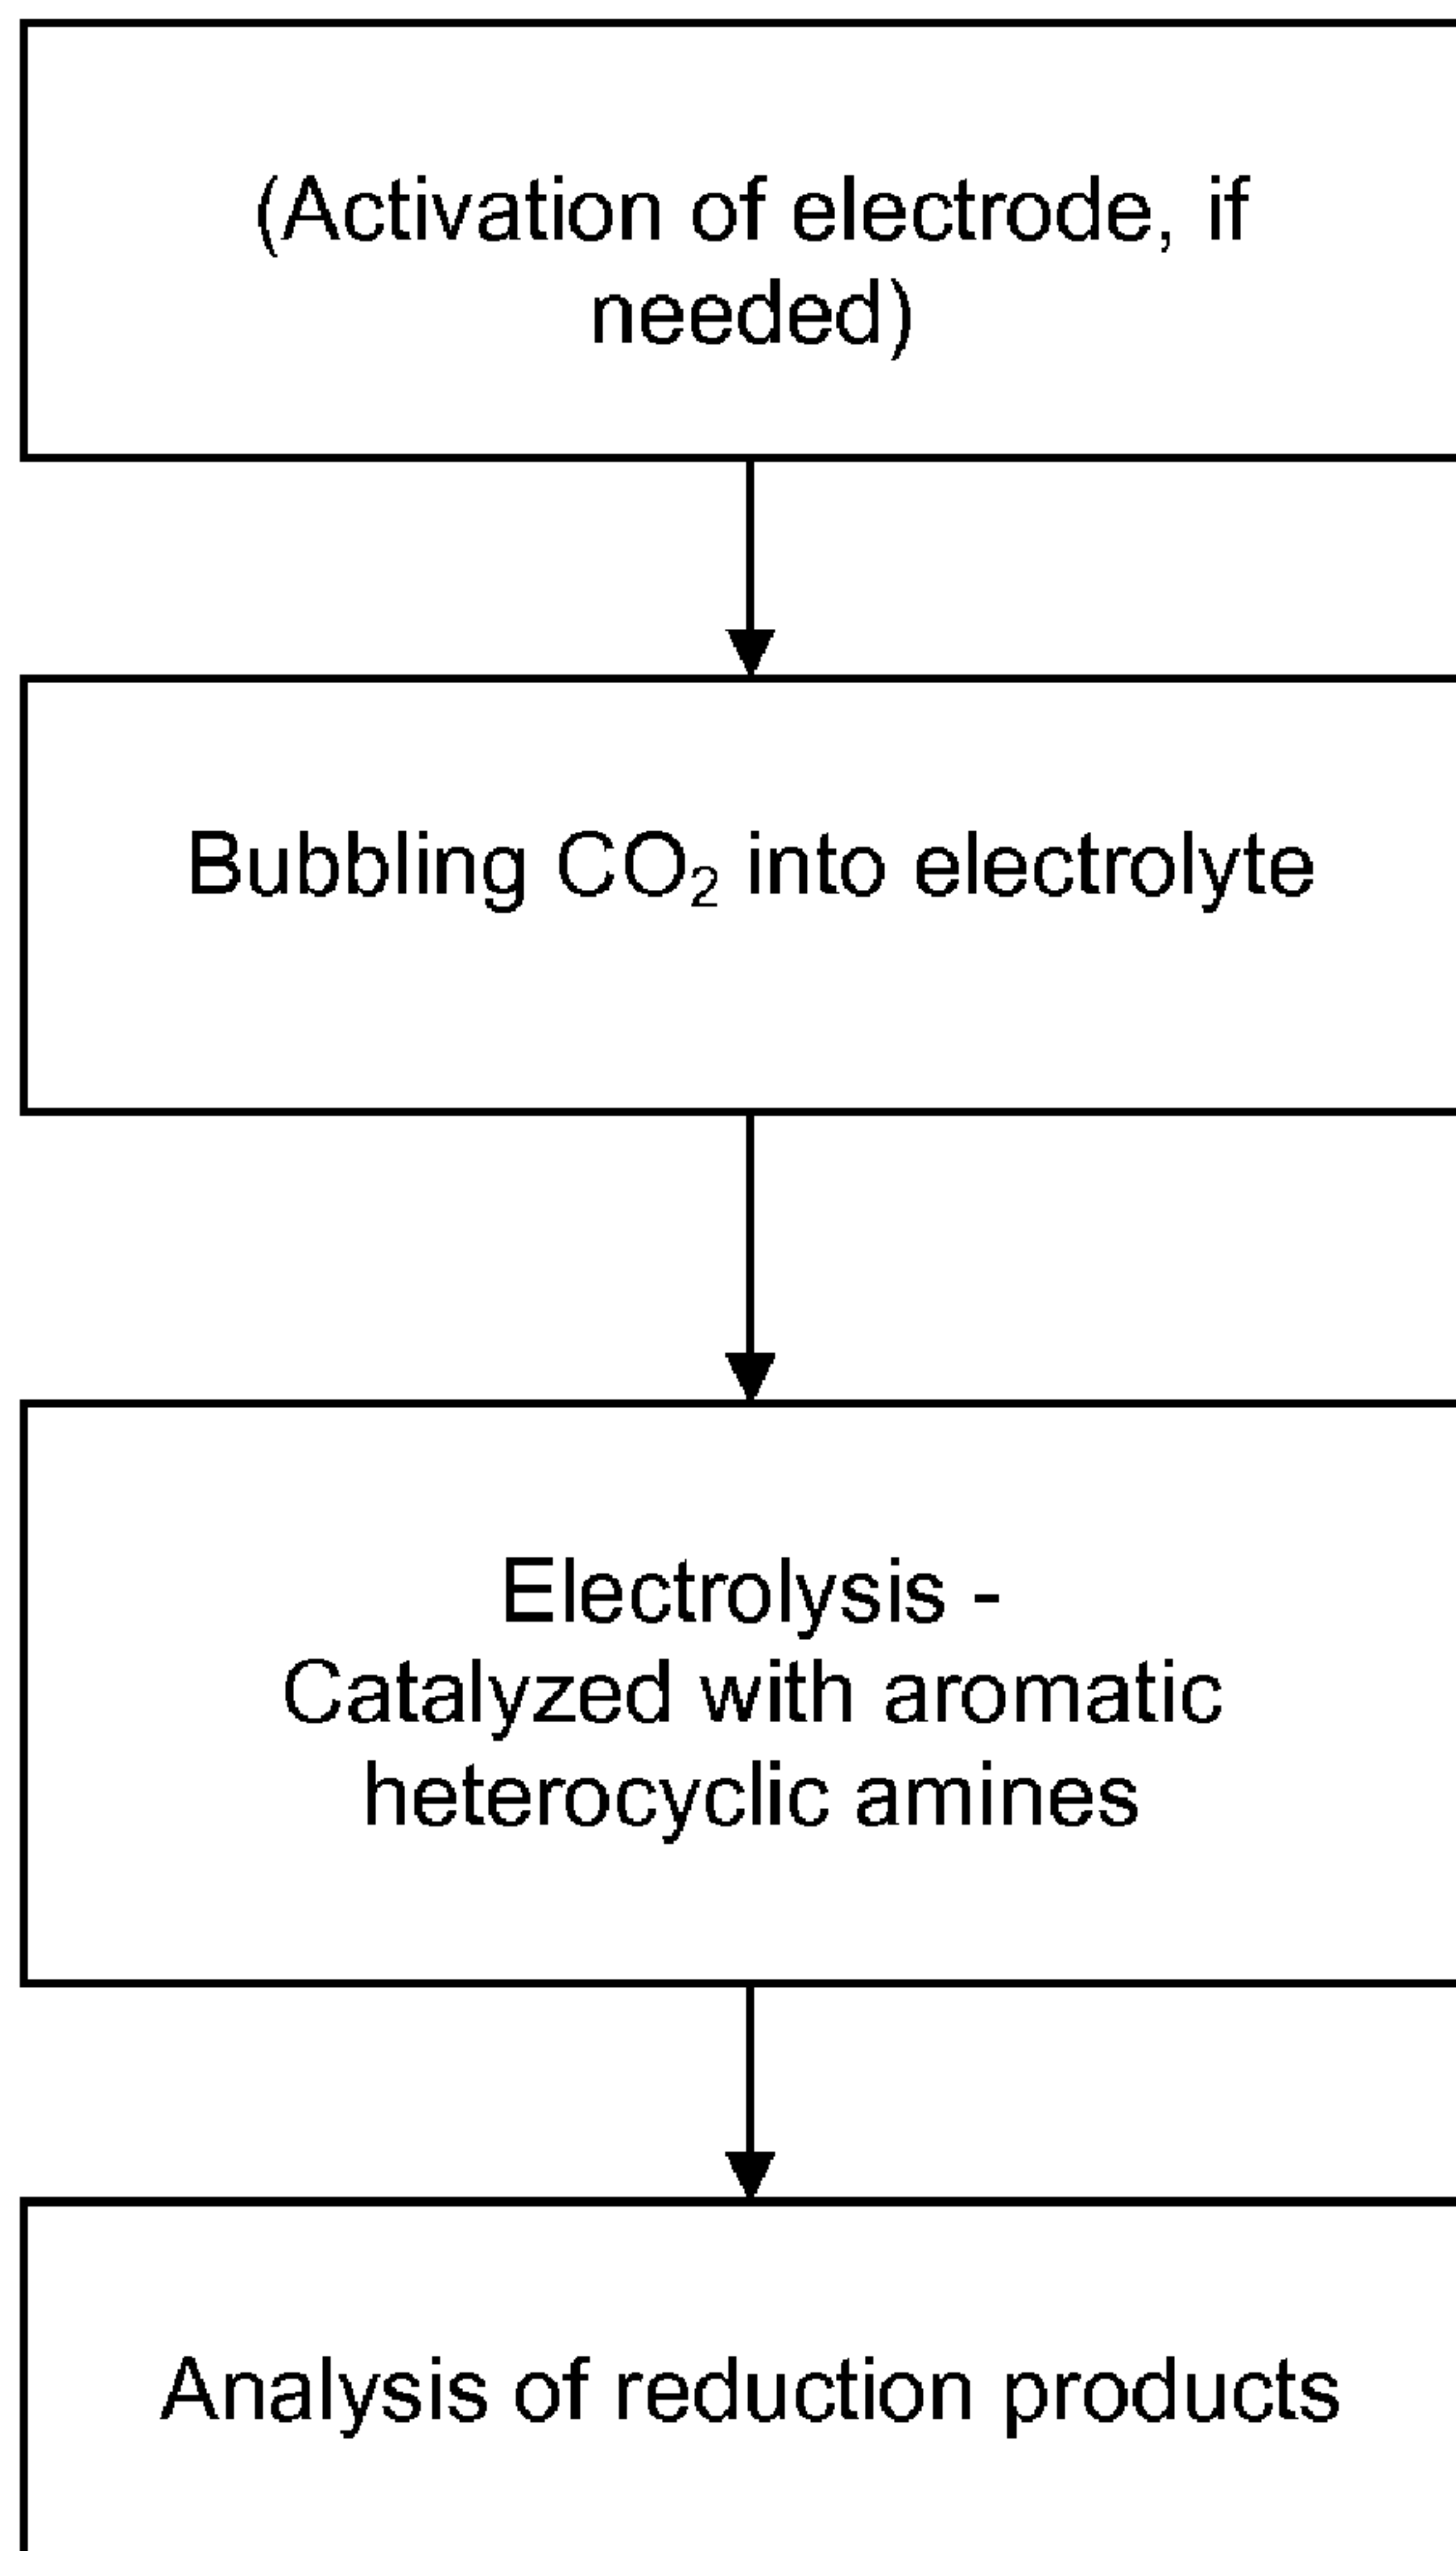 (Activation of electrode, if
needed)
Bubbling CO₂ into electrolyte
Electrolysis -
Catalyzed with aromatic
heterocyclic amines
Analysis of reduction products